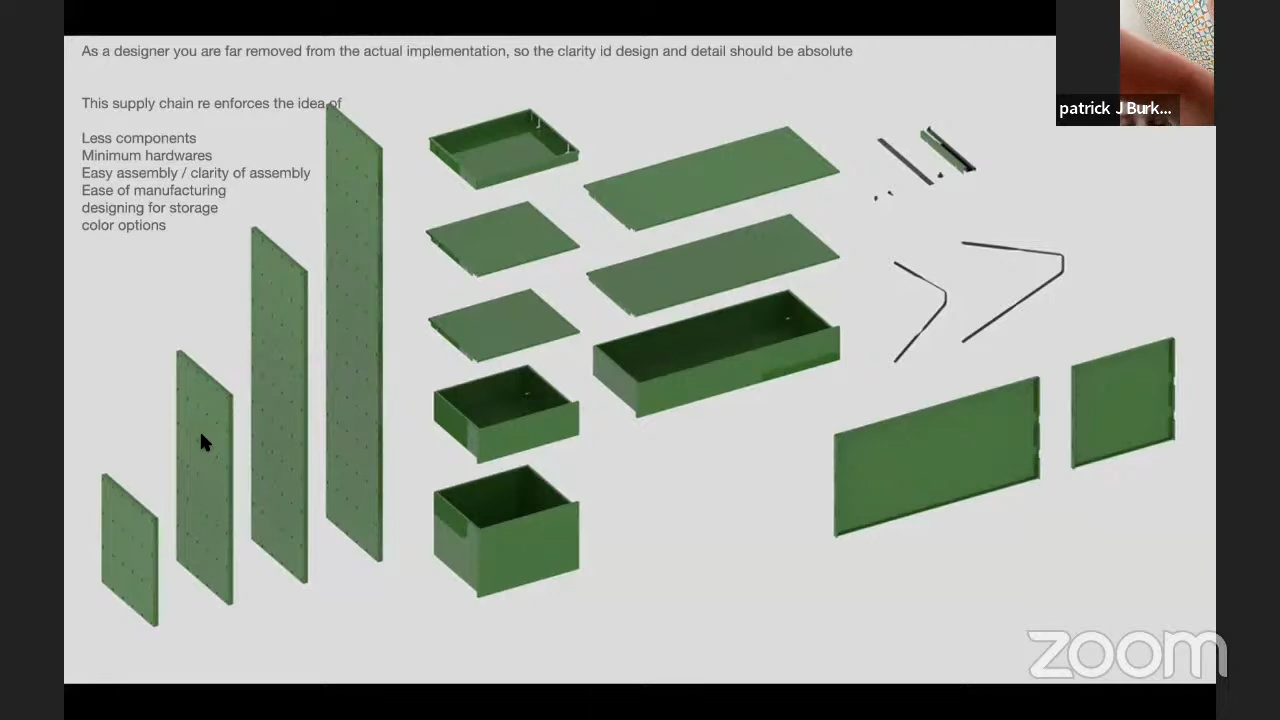 As a designer you are far removed from the actual implementation, so the clarity id design and detail should be absolute
This supply chain re enforces the idea of
Less components
Minimum hardwares
Easy assembly / clarity of assembly
Ease of manufacturing
designing for storage
color options
patrick J Burk...
zoom